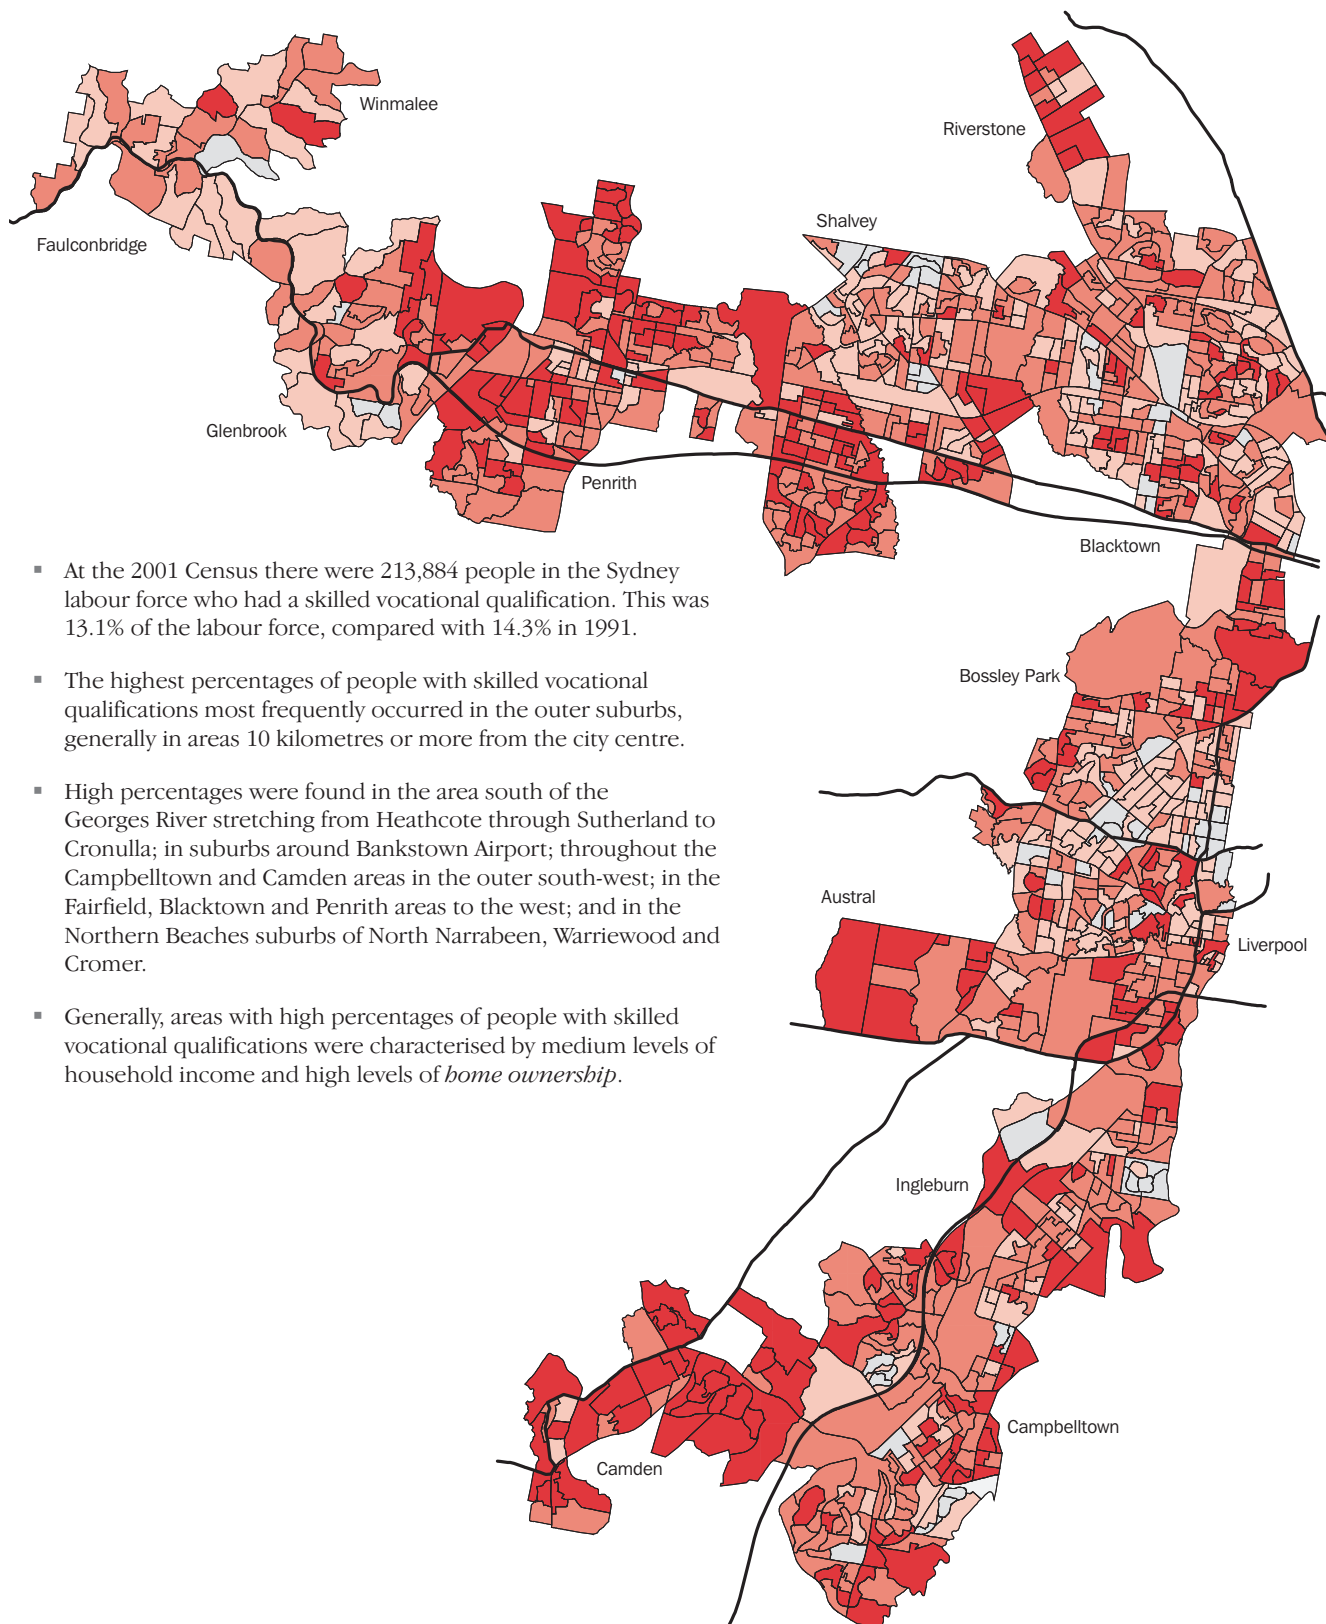 Winmalee
Riverstone
Shalvey
Faulconbridge
Glenbrook
Penrith
Blacktown
▪ At the 2001 Census there were 213,884 people in the Sydney
labour force who had a skilled vocational qualification. This was
13.1% of the labour force, compared with 14.3% in 1991.
▪ The highest percentages of people with skilled vocational
qualifications most frequently occurred in the outer suburbs,
generally in areas 10 kilometres or more from the city centre.
▪ High percentages were found in the area south of the
Georges River stretching from Heathcote through Sutherland to
Cronulla; in suburbs around Bankstown Airport; throughout the
Campbelltown and Camden areas in the outer south-west; in the
Fairfield, Blacktown and Penrith areas to the west; and in the
Northern Beaches suburbs of North Narrabeen, Warriewood and
Cromer.
▪ Generally, areas with high percentages of people with skilled
vocational qualifications were characterised by medium levels of
household income and high levels of home ownership.
Bossley Park
Austral
Liverpool
Ingleburn
Campbelltown
Camden